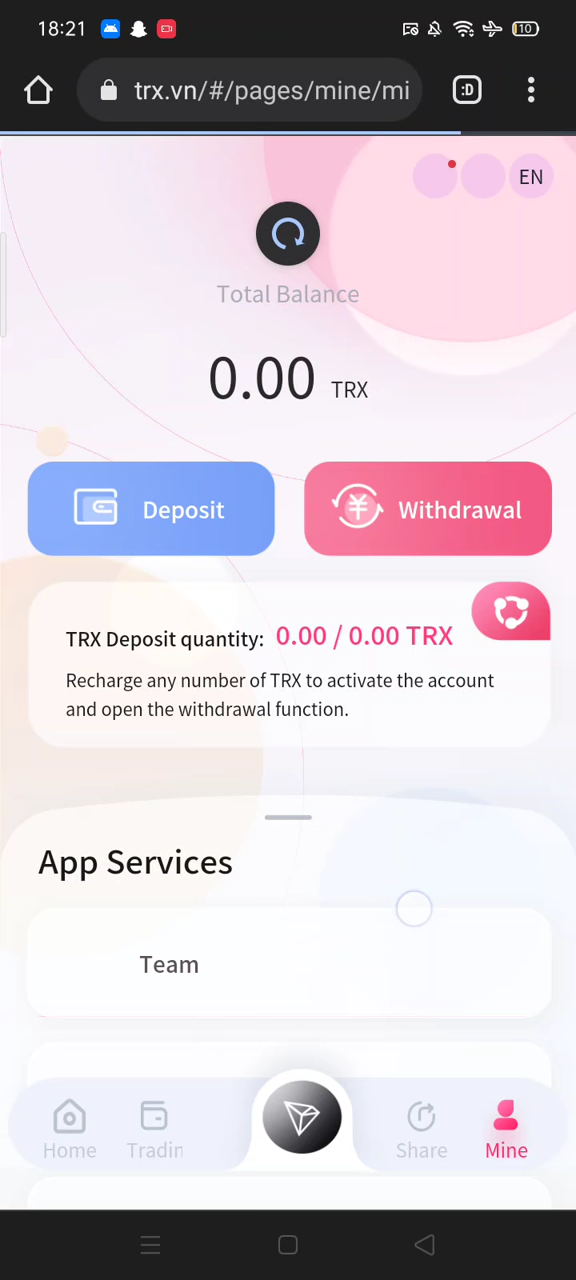 18:21
10
trx.vn/#/pages/mine/mi
:D
EN
Total Balance
0.00 TRX
Deposit
Withdrawal
TRX Deposit quantity: 0.00 / 0.00 TRX
Recharge any number of TRX to activate the account
and open the withdrawal function.
App Services
Team
Home
Tradin
Share
Mine